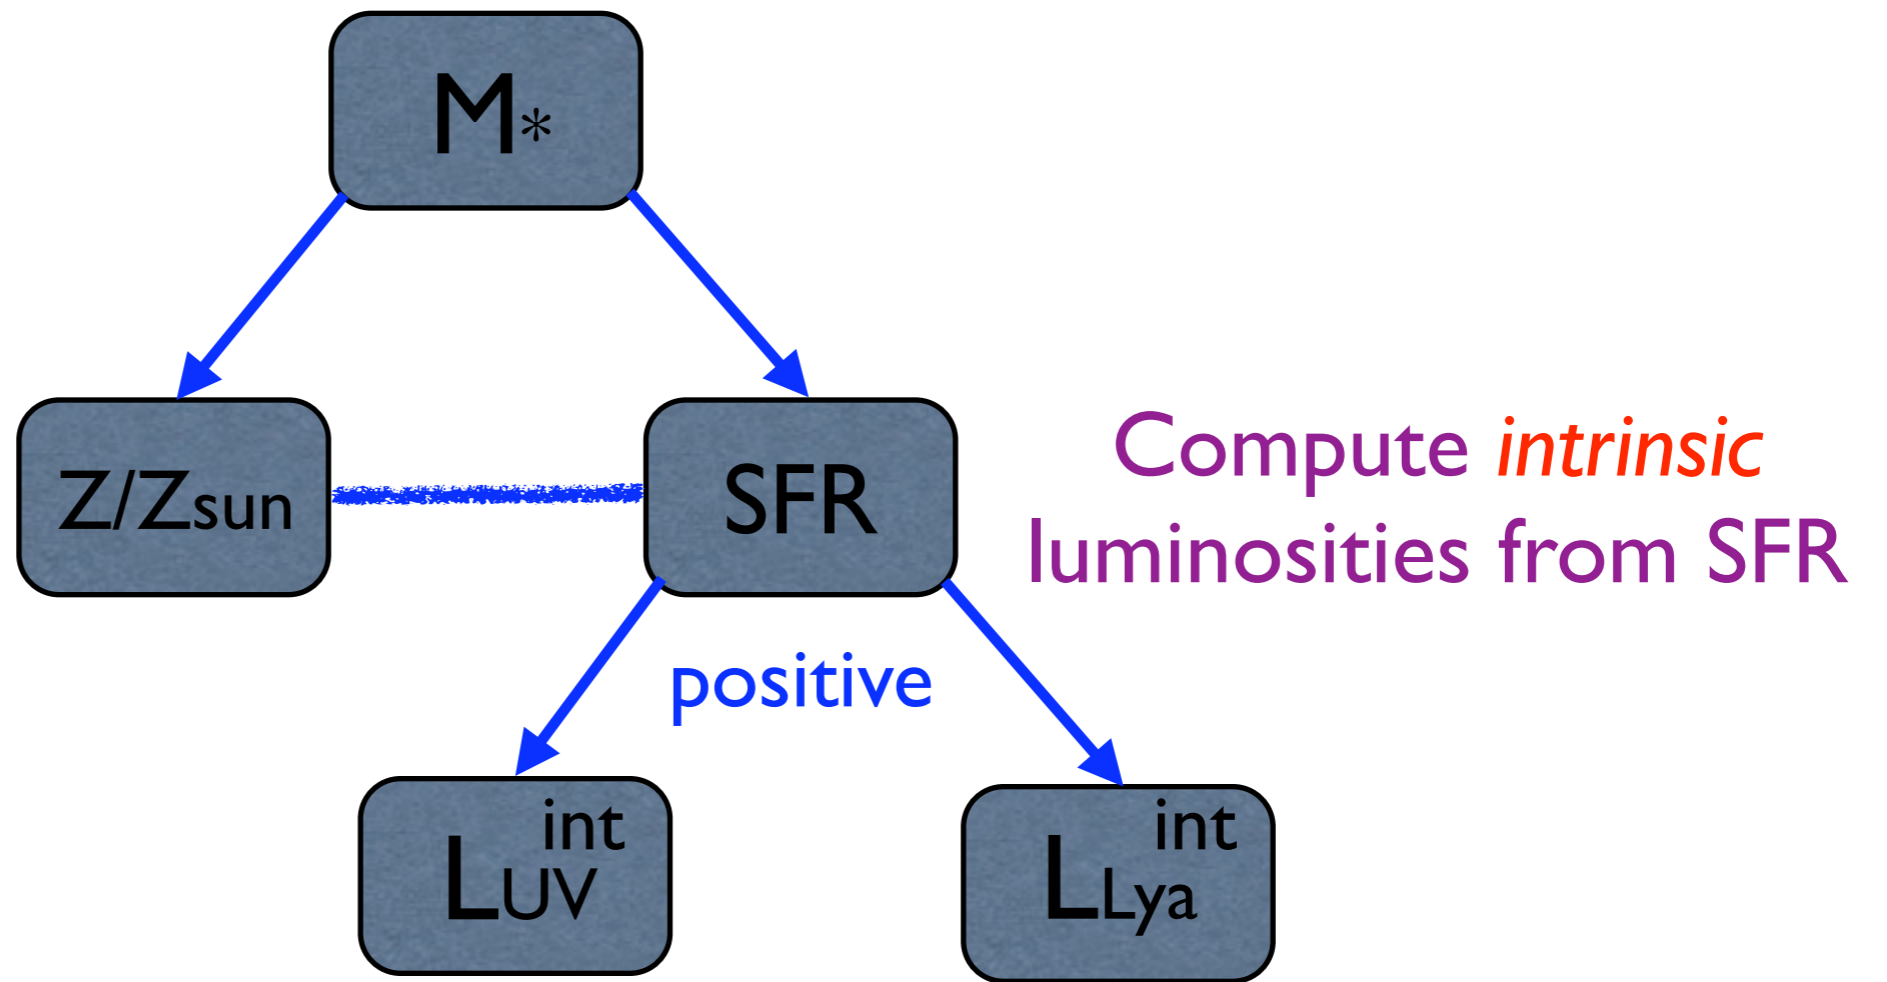 M*
Z/Zsun
SFR
Compute intrinsic
luminosities from SFR
positive
int
LUV
int
LLya